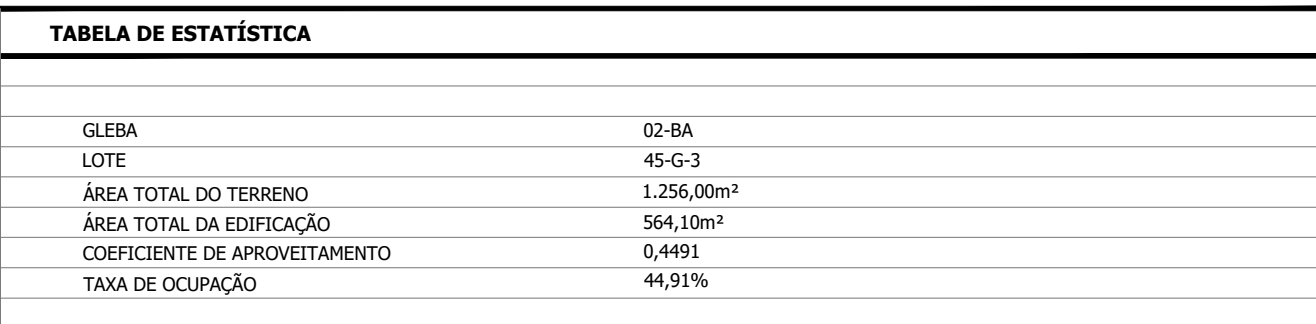 TABELA DE ESTATÍSTICA
GLEBA 02-BA
LOTE 45-G-3
ÁREA TOTAL DO TERRENO 1.256,00m²
ÁREA TOTAL DA EDIFICAÇÃO 564,10m²
COEFICIENTE DE APROVEITAMENTO 0,4491
TAXA DE OCUPAÇÃO 44,91%